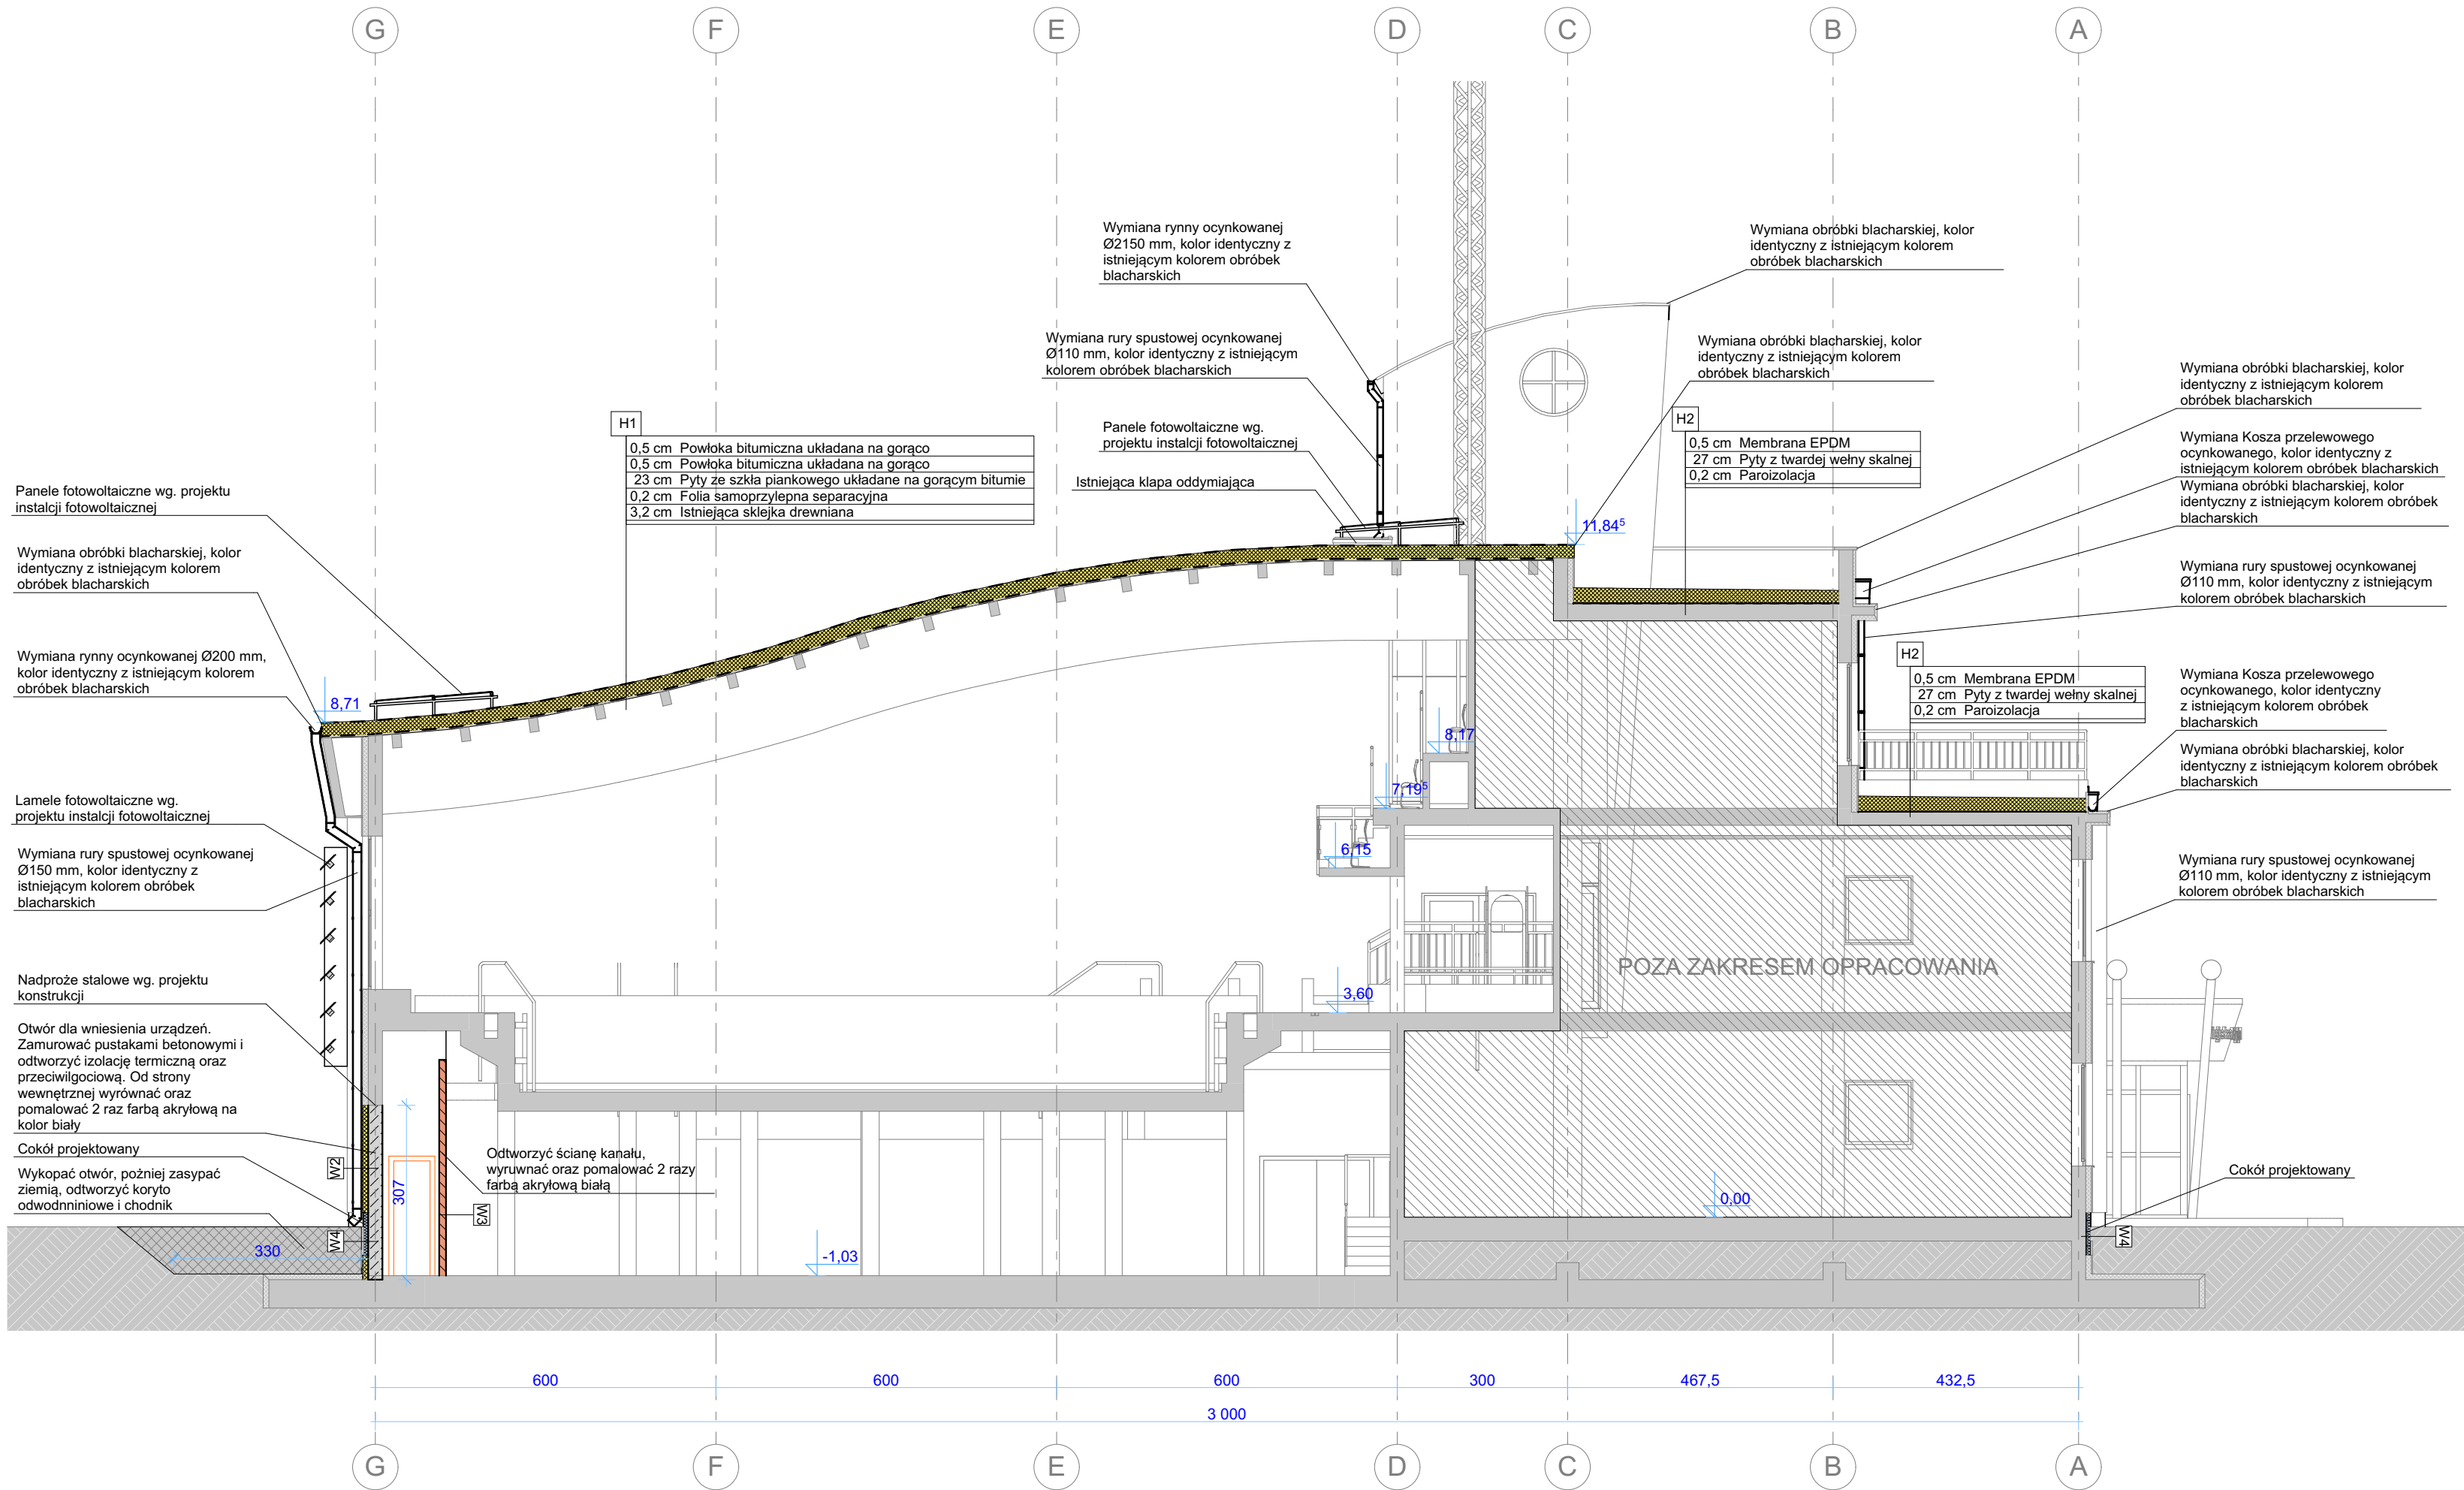 G
F
E
D
C
B
A
Wymiana rynny ocynkowanej
Ø2150 mm, kolor identyczny z
istniejącym kolorem obróbek
blacharskich
Wymiana obróbki blacharskiej, kolor
identyczny z istniejącym kolorem
obróbek blacharskich
Wymiana rury spustowej ocynkowanej
Ø110 mm, kolor identyczny z istniejącym
kolorem obróbek blacharskich
Wymiana obróbki blacharskiej, kolor
identyczny z istniejącym kolorem
obróbek blacharskich
Wymiana obróbki blacharskiej, kolor
identyczny z istniejącym kolorem
obróbek blacharskich
H1
0,5 cm Powłoka bitumiczna układana na gorąco
0,5 cm Powłoka bitumiczna układana na gorąco
23 cm Pyty ze szkła piankowego układane na gorącym bitumie
0,2 cm Folia samoprzylepna separacyjna
3,2 cm Istniejąca sklejka drewniana
Panele fotowoltaiczne wg.
projektu instalcji fotowoltaicznej
Istniejąca klapa oddymiająca
H2
0,5 cm Membrana EPDM
27 cm Pyty z twardej wełny skalnej
0,2 cm Paroizolacja
Wymiana Kosza przelewowego
ocynkowanego, kolor identyczny z
istniejącym kolorem obróbek blacharskich
Wymiana obróbki blacharskiej, kolor
identyczny z istniejącym kolorem obróbek
blacharskich
Panele fotowoltaiczne wg. projektu
instalcji fotowoltaicznej
11,84⁵
Wymiana obróbki blacharskiej, kolor
identyczny z istniejącym kolorem
obróbek blacharskich
Wymiana rury spustowej ocynkowanej
Ø110 mm, kolor identyczny z istniejącym
kolorem obróbek blacharskich
Wymiana rynny ocynkowanej Ø200 mm,
kolor identyczny z istniejącym kolorem
obróbek blacharskich
8,71
H2
0,5 cm Membrana EPDM
27 cm Pyty z twardej wełny skalnej
0,2 cm Paroizolacja
Wymiana Kosza przelewowego
ocynkowanego, kolor identyczny
z istniejącym kolorem obróbek
blacharskich
8,17
Wymiana obróbki blacharskiej, kolor
identyczny z istniejącym kolorem obróbek
blacharskich
7,19⁵
Lamele fotowoltaiczne wg.
projektu instalcji fotowoltaicznej
Wymiana rury spustowej ocynkowanej
Ø150 mm, kolor identyczny z
istniejącym kolorem obróbek
blacharskich
6,15
Wymiana rury spustowej ocynkowanej
Ø110 mm, kolor identyczny z istniejącym
kolorem obróbek blacharskich
POZA ZAKRESEM OPRACOWANIA
Nadproże stalowe wg. projektu
konstrukcji
3,60
Otwór dla wniesienia urządzeń.
Zamurować pustakami betonowymi i
odtworzyć izolację termiczną oraz
przeciwilgociową. Od strony
wewnętrznej wyrównać oraz
pomalować 2 raz farbą akryłową na
kolor biały
Cokół projektowany
Wykopać otwór, pożniej zasypać
ziemią, odtworzyć koryto
odwodnniniowe i chodnik
W2
307
Odtworzyć ścianę kanału,
wyruwnać oraz pomalować 2 razy
farbą akryłową białą
W3
W4
330
-1,03
0,00
Cokół projektowany
W4
600
600
600
300
467,5
432,5
3 000
G
F
E
D
C
B
A